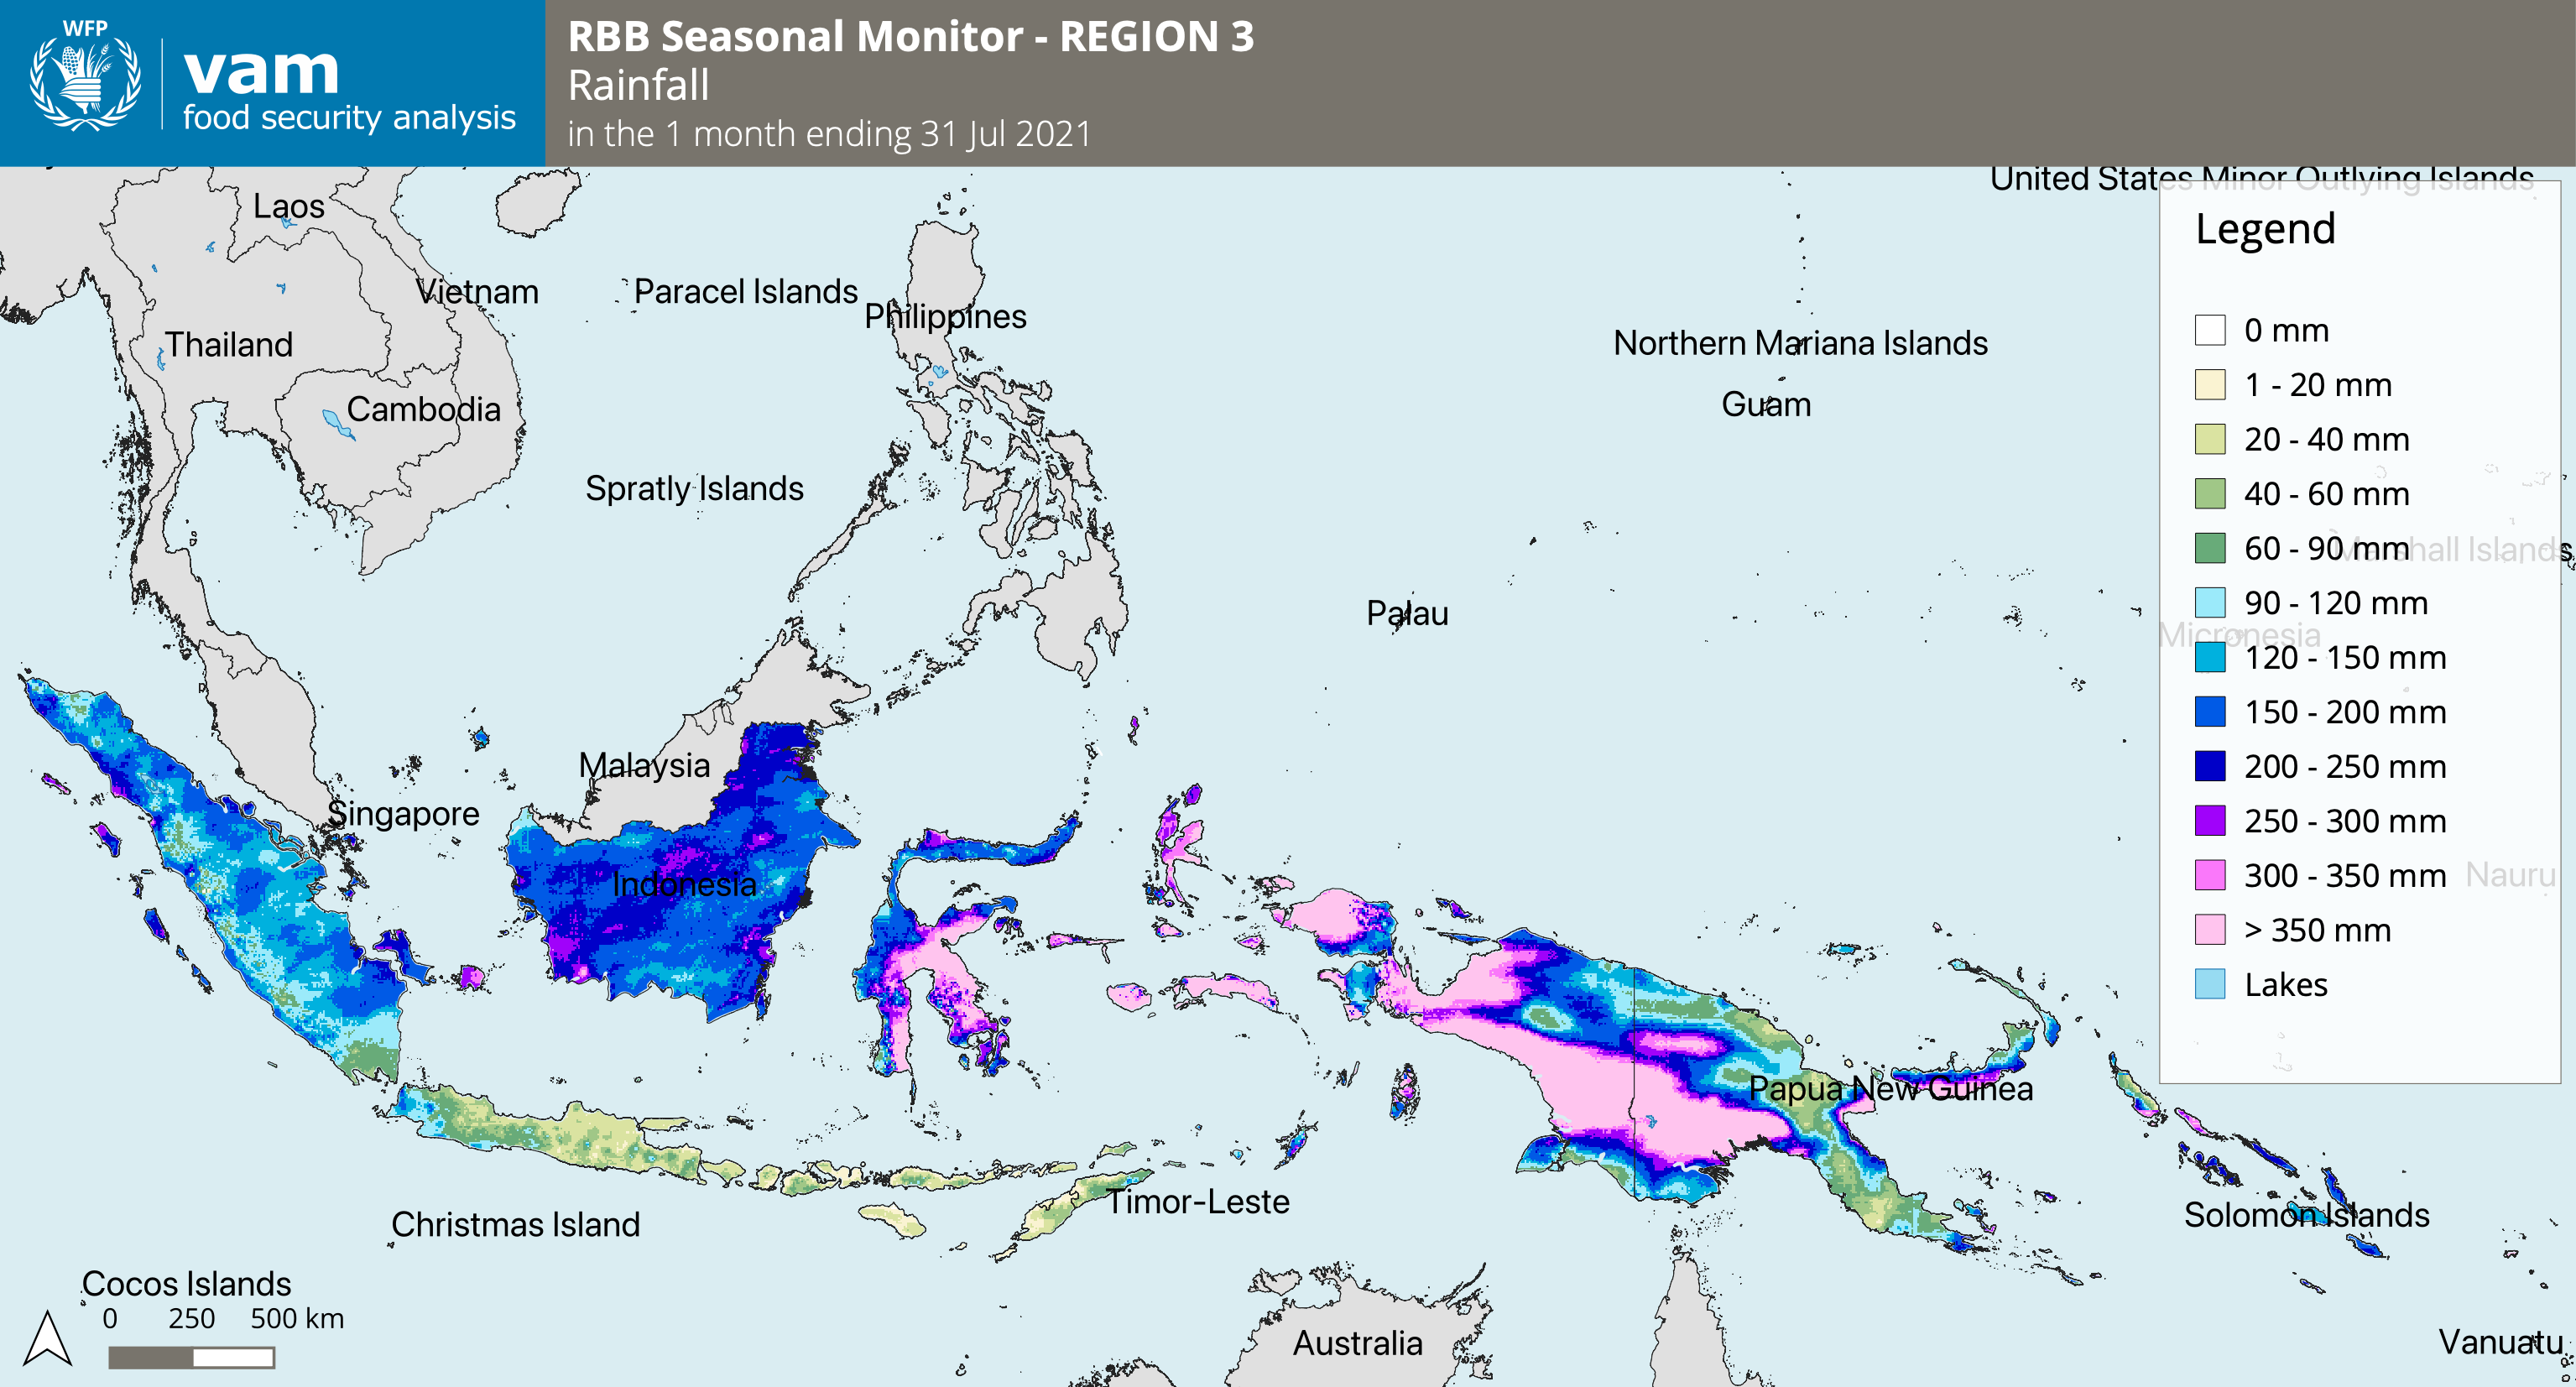 WFP
vam
food security analysis
RBB Seasonal Monitor - REGION 3
Rainfall
in the 1 month ending 31 Jul 2021
United States Minor Outlying Islands
Laos
Vietnam
Paracel Islands
Philippines
Thailand
Northern Mariana Islands
Cambodia
Guam
Spratly Islands
Palau
Marshall Islands
Micronesia
Malaysia
Singapore
Indonesia
Nauru
Papua New Guinea
Timor-Leste
Christmas Island
Solomon Islands
Cocos Islands
Australia
Vanuatu
0 250 500 km
Legend
0 mm
1 - 20 mm
20 - 40 mm
40 - 60 mm
60 - 90 mm
90 - 120 mm
120 - 150 mm
150 - 200 mm
200 - 250 mm
250 - 300 mm
300 - 350 mm
> 350 mm
Lakes